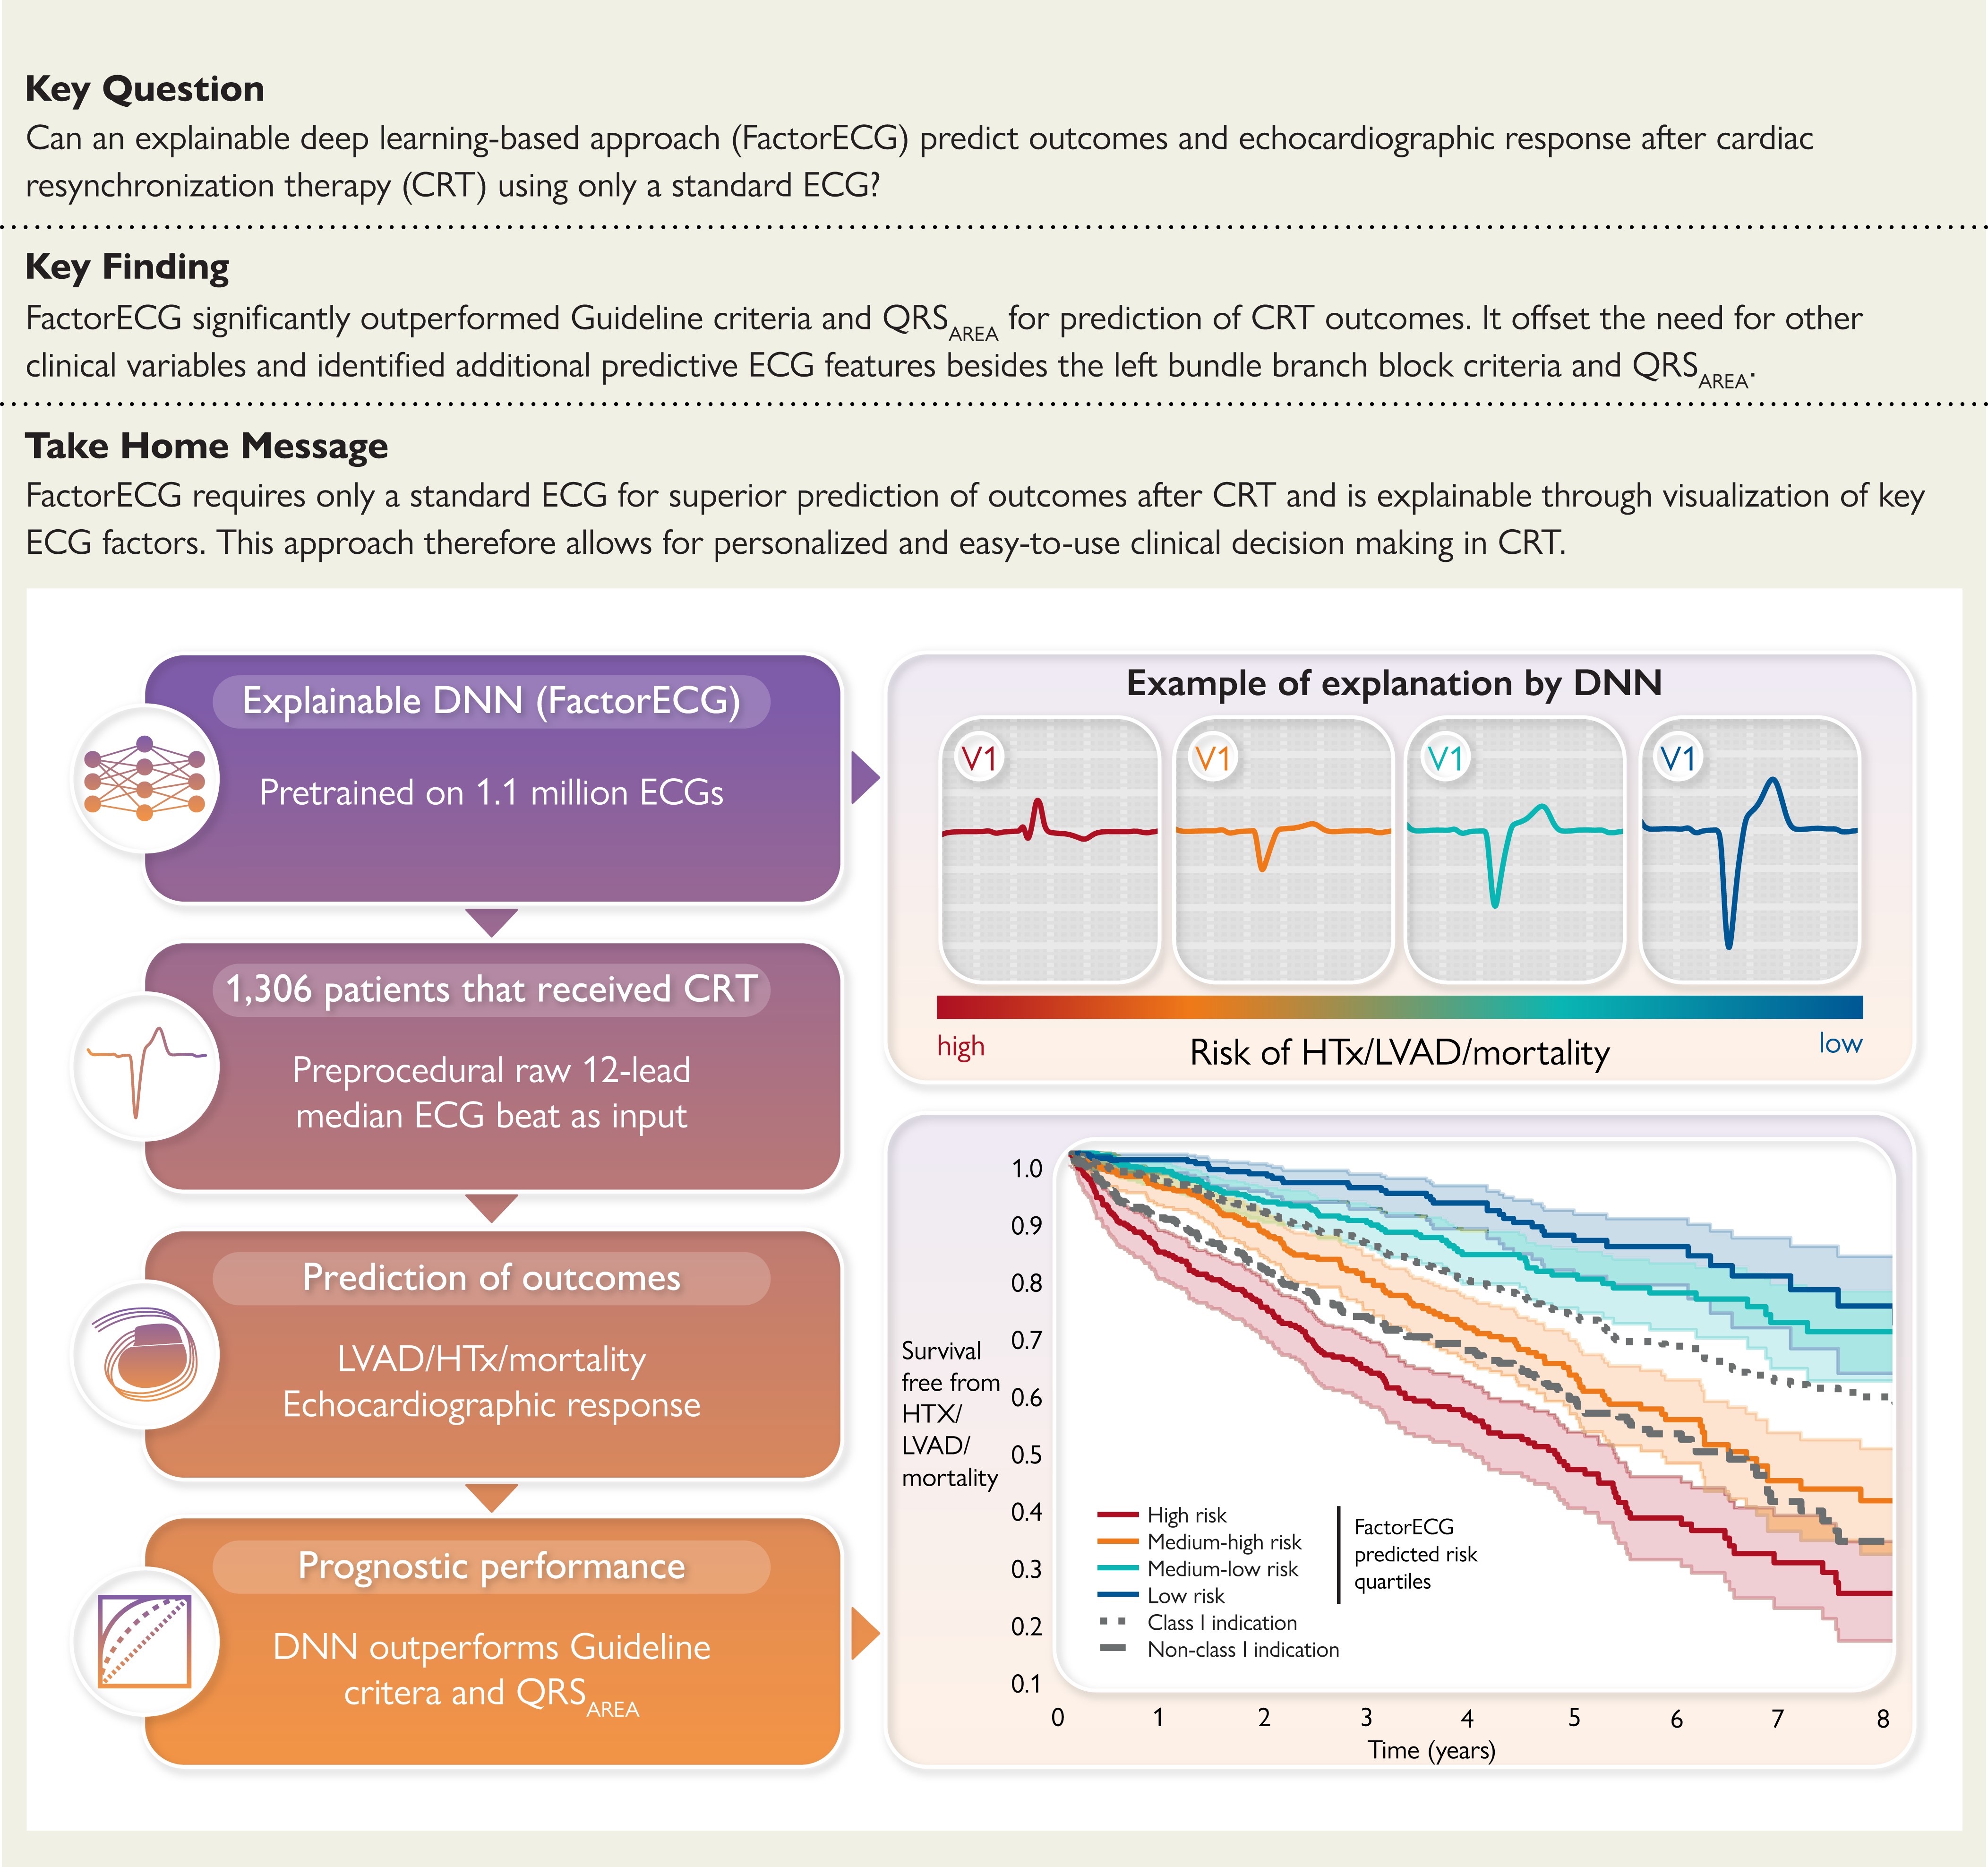 Key Question
Can an explainable deep learning-based approach (FactorECG) predict outcomes and echocardiographic response after cardiac
resynchronization therapy (CRT) using only a standard ECG?
Key Finding
FactorECG significantly outperformed Guideline criteria and QRSAREA for prediction of CRT outcomes. It offset the need for other
clinical variables and identified additional predictive ECG features besides the left bundle branch block criteria and QRSAREA.
Take Home Message
FactorECG requires only a standard ECG for superior prediction of outcomes after CRT and is explainable through visualization of key
ECG factors. This approach therefore allows for personalized and easy-to-use clinical decision making in CRT.
Explainable DNN (FactorECG)
Pretrained on 1.1 million ECGs
1,306 patients that received CRT
Preprocedural raw 12-lead
median ECG beat as input
Prediction of outcomes
LVAD/HTx/mortality
Echocardiographic response
Prognostic performance
DNN outperforms Guideline
critera and QRSAREA
Example of explanation by DNN
V1 V1 V1 V1
high low
Risk of HTx/LVAD/mortality
Survival
free from
HTX/
LVAD/
mortality
1.0
0.9
0.8
0.7
0.6
0.5
0.4
0.3
0.2
0.1
High risk
Medium-high risk
Medium-low risk
Low risk
Class I indication
Non-class I indication
FactorECG
predicted risk
quartiles
0 1 2 3 4 5 6 7 8
Time (years)